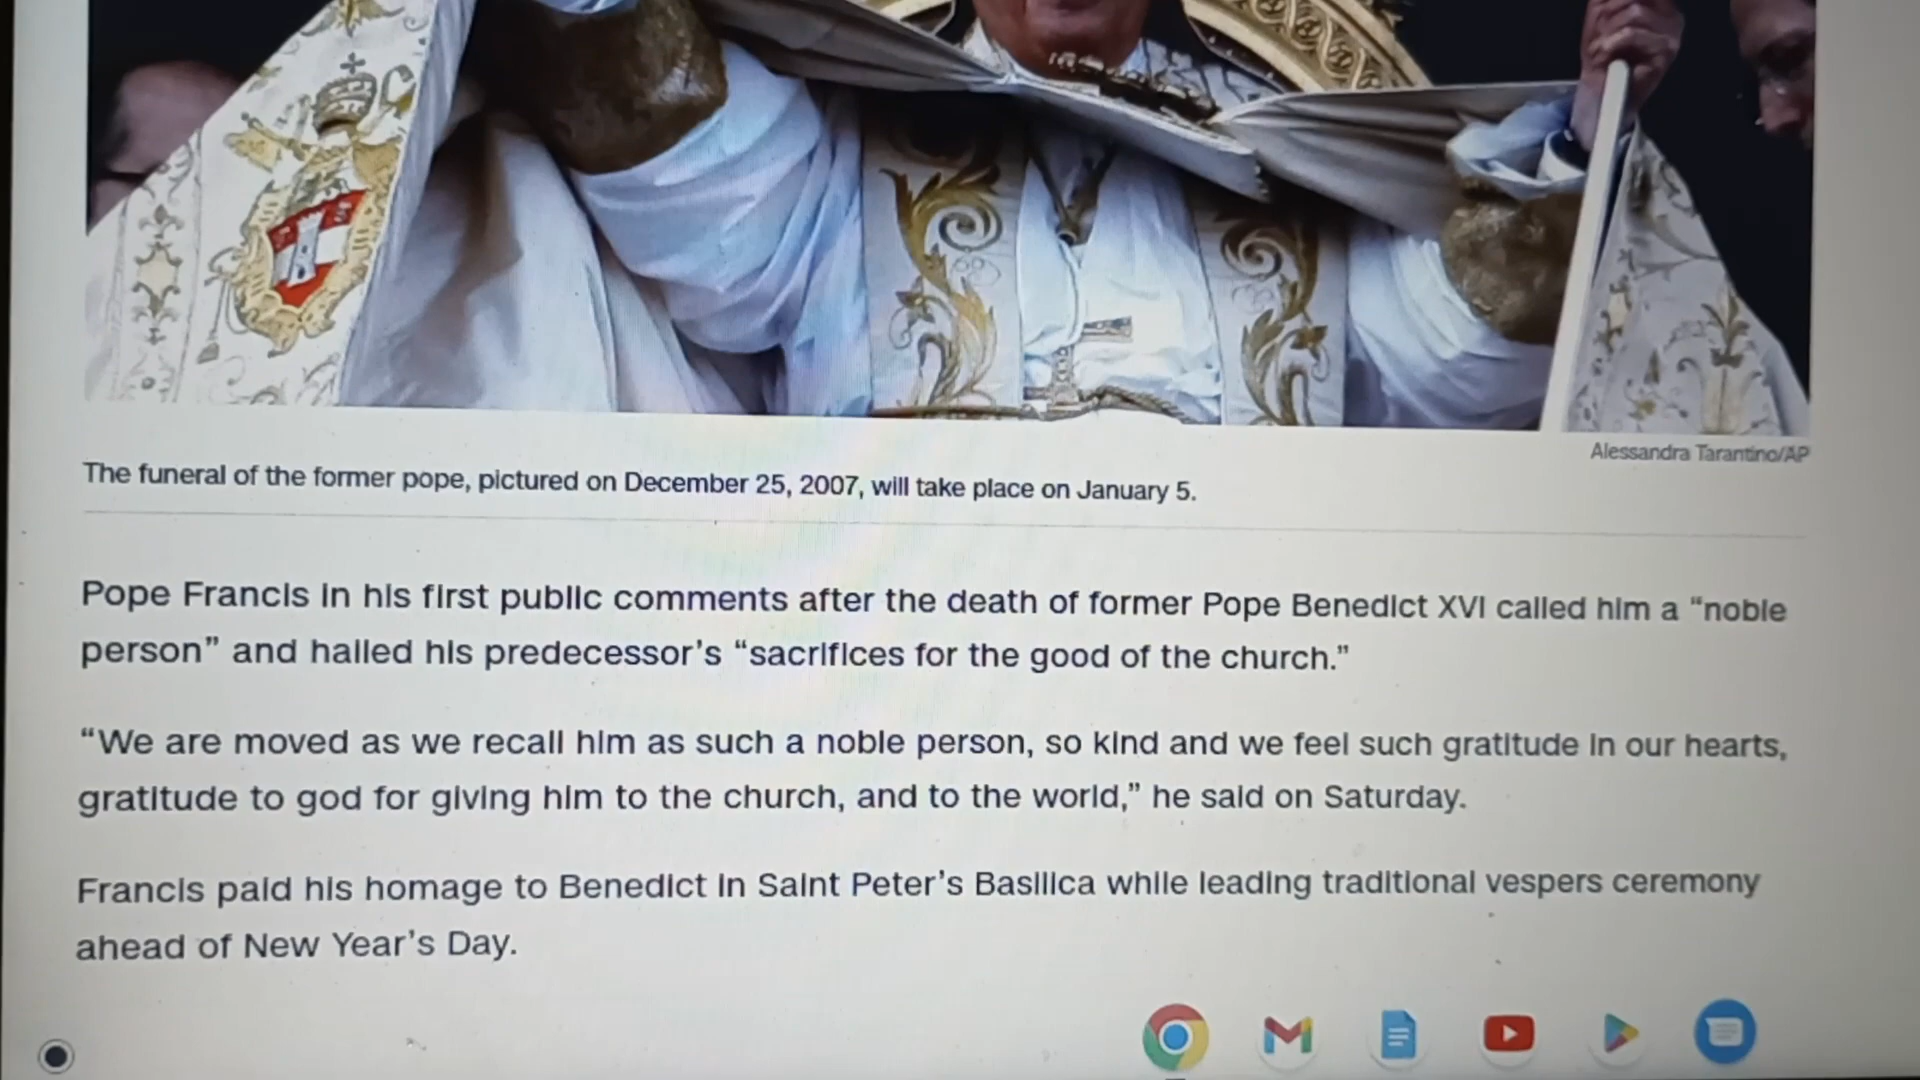 Alessandra Tarantino/AP
The funeral of the former pope, pictured on December 25, 2007, will take place on January 5.
Pope Francis in his first public comments after the death of former Pope Benedict XVI called him a “noble
person” and hailed his predecessor’s “sacrifices for the good of the church.”
“We are moved as we recall him as such a noble person, so kind and we feel such gratitude in our hearts,
gratitude to god for giving him to the church, and to the world,” he said on Saturday.
Francis paid his homage to Benedict in Saint Peter’s Basilica while leading traditional vespers ceremony
ahead of New Year’s Day.